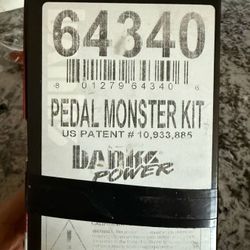 64340
8 01279 64340 6
PEDAL MONSTER KIT
US PATENT # 10,933,885
banks
POWER